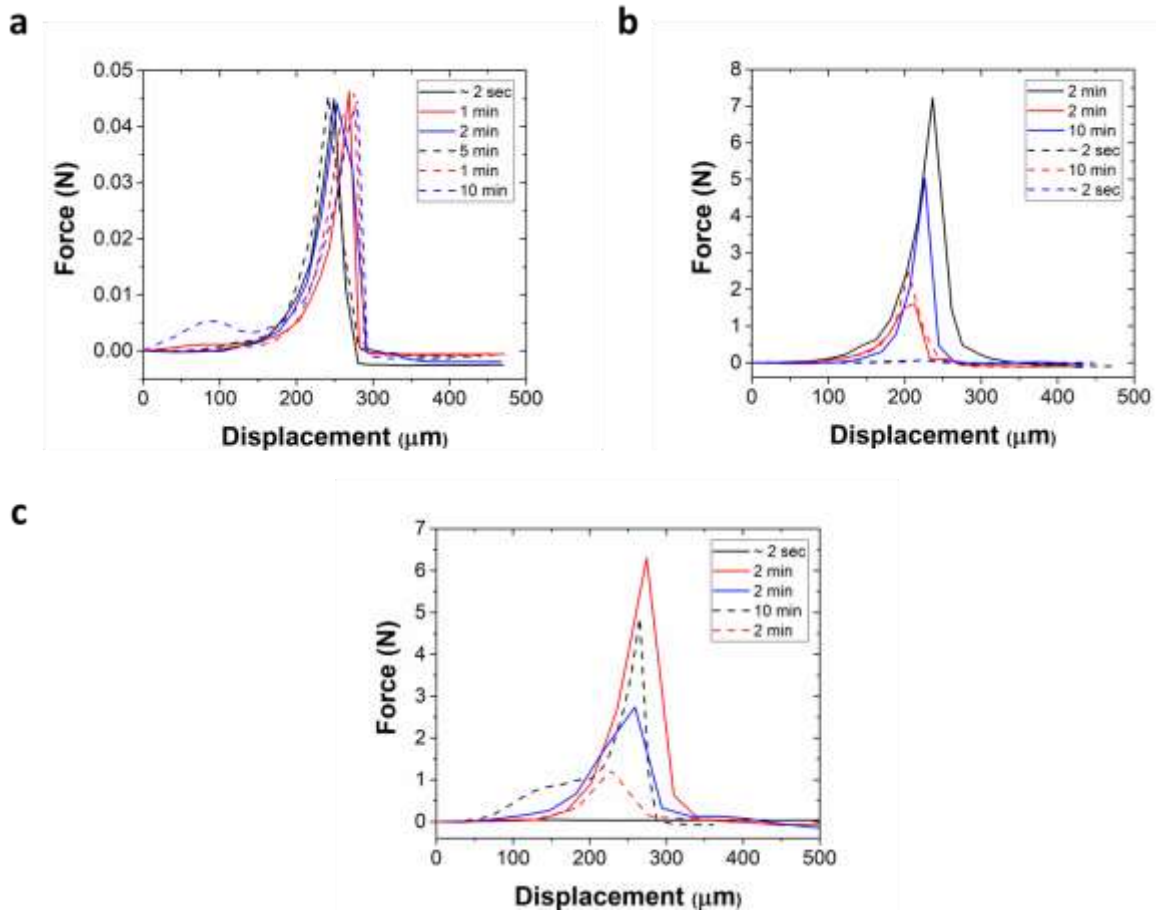 a
0.05
0.04
0.03
0.02
0.01
0.00
Force (N)
0 100 200 300 400 500
Displacement (μm)
~ 2 sec
1 min
2 min
5 min
1 min
10 min
b
8
7
6
5
4
3
2
1
0
Force (N)
0 100 200 300 400 500
Displacement (μm)
2 min
2 min
10 min
~ 2 sec
10 min
~ 2 sec
c
7
6
5
4
3
2
1
0
Force (N)
0 100 200 300 400 500
Displacement (μm)
~ 2 sec
2 min
2 min
10 min
2 min